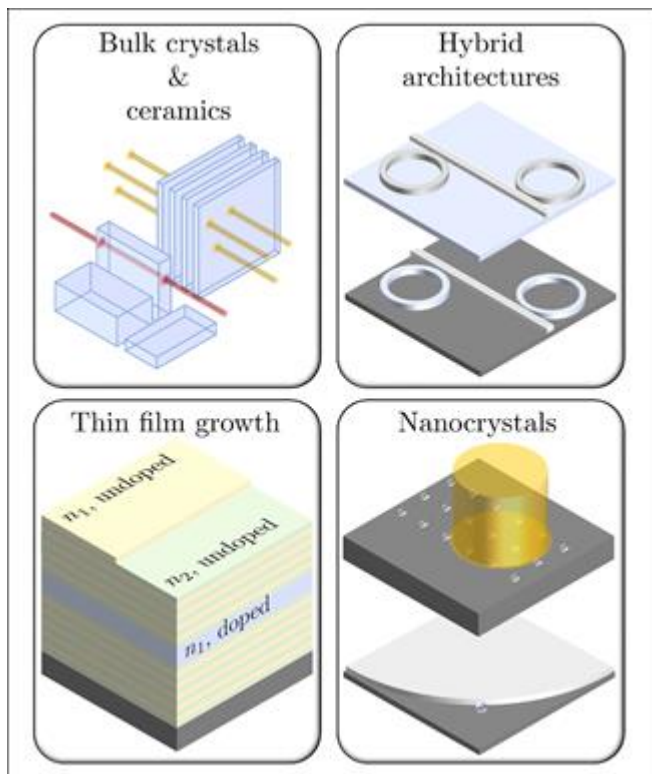 Bulk crystals
&
ceramics
Hybrid
architectures
Thin film growth
n₁, undoped
n₂, undoped
n₁, doped
Nanocrystals